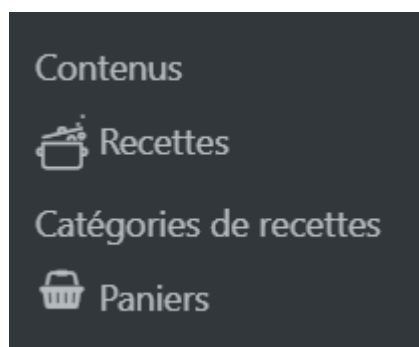 Contenus
Recettes
Catégories de recettes
Paniers